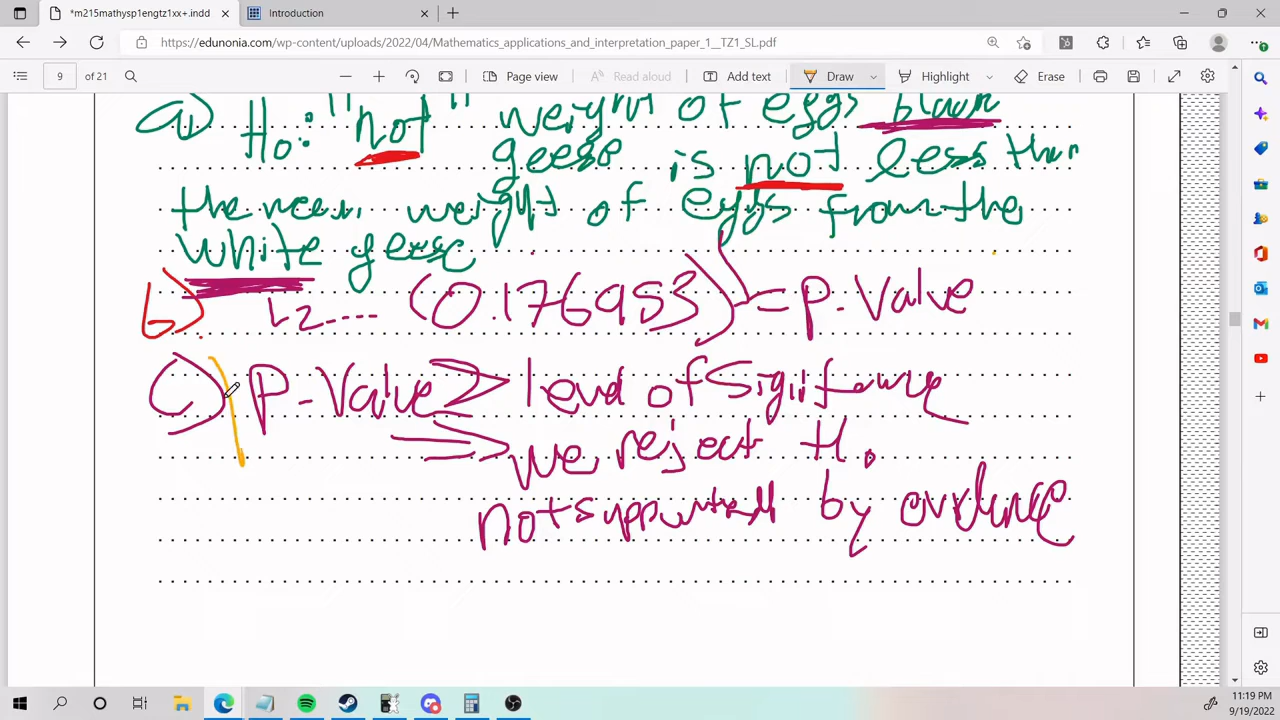 *m215mathysp1engtz1xx+.indd
Introduction
https://edunonia.com/wp-content/uploads/2022/04/Mathematics_applications_and_interpretation_paper_1__TZ1_SL.pdf
9 of 21
Page view
Read aloud
Add text
Draw
Highlight
Erase
a) H0: "not" weight of eggs black
geese is not less than
the weight of eggs from the
white geese
b) L2.... (0.176953) = P-Value
c) P-Value ≥ level of
=> we reject H0
not supported by evidence
11:19 PM
9/19/2022